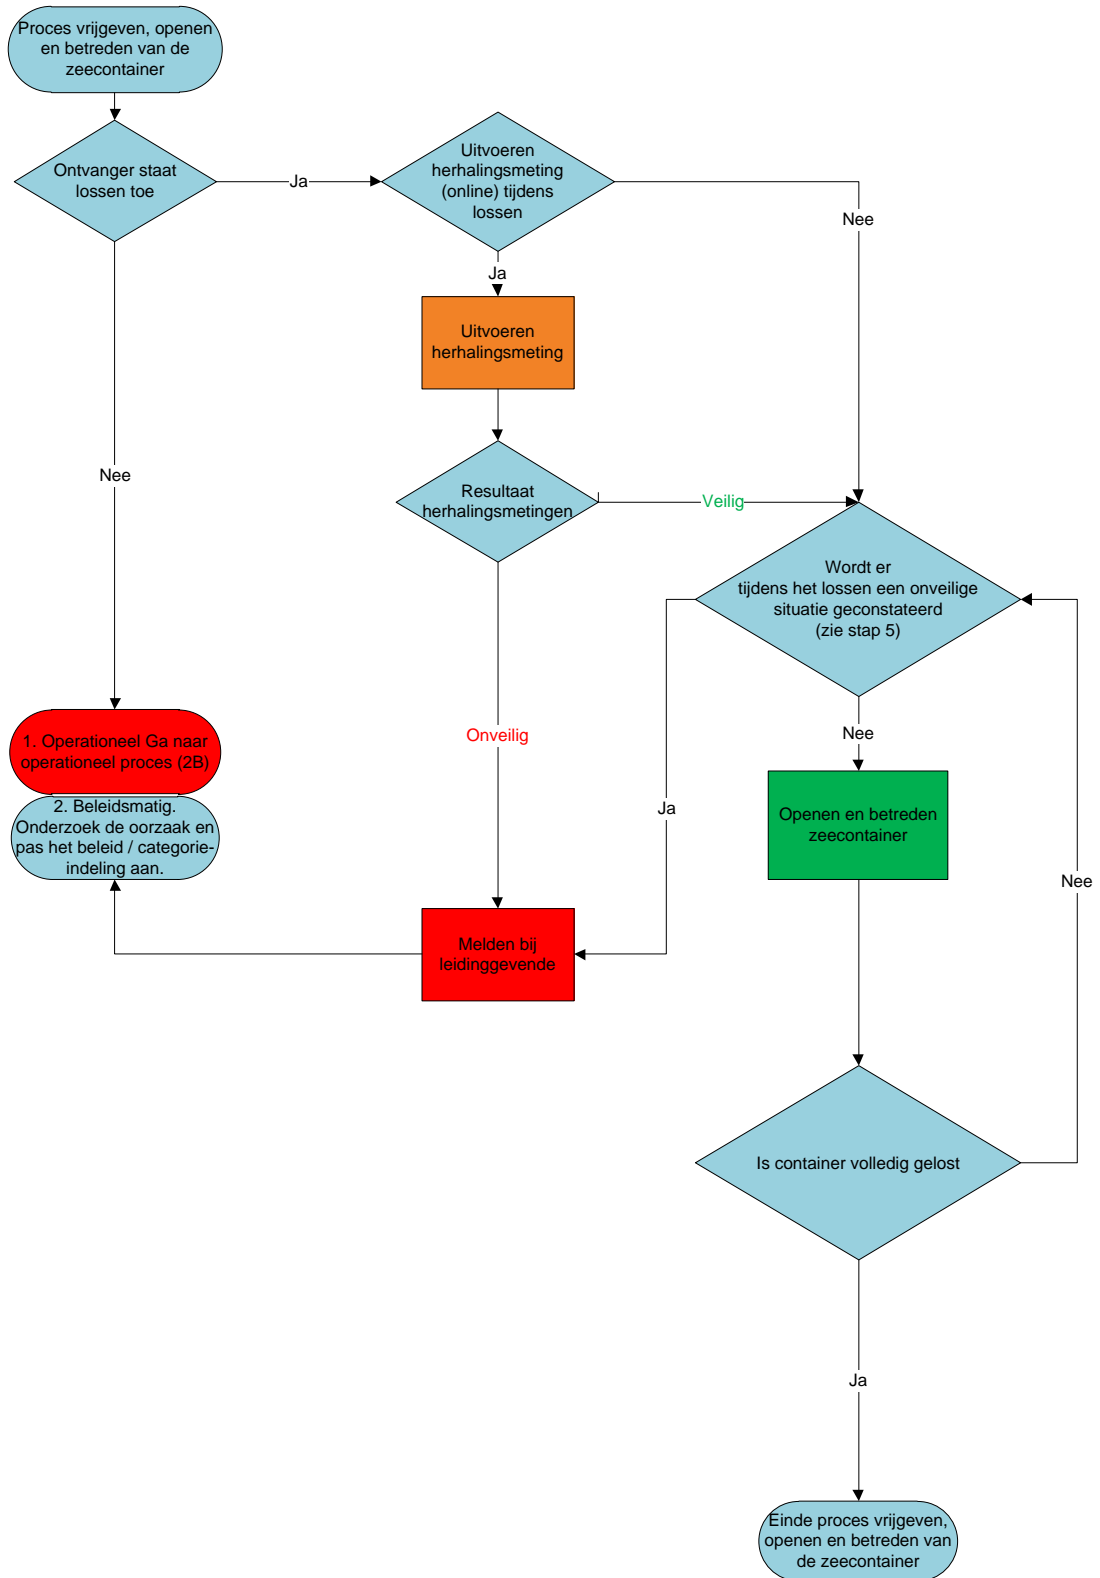 Proces vrijgeven, openen
en betreden van de
zeecontainer
Ontvanger staat
lossen toe
Ja
Uitvoeren
herhalingsmeting
(online) tijdens
lossen
Nee
Ja
Uitvoeren
herhalingsmeting
Nee
Resultaat
herhalingsmetingen
Veilig
Wordt er
tijdens het lossen een onveilige
situatie geconstateerd
(zie stap 5)
Onveilig
Nee
1. Operationeel Ga naar
operationeel proces (2B)
2. Beleidsmatig.
Onderzoek de oorzaak en
pas het beleid / categorie-
indeling aan.
Ja
Openen en betreden
zeecontainer
Nee
Melden bij
leidinggevende
Is container volledig gelost
Ja
Einde proces vrijgeven,
openen en betreden van
de zeecontainer